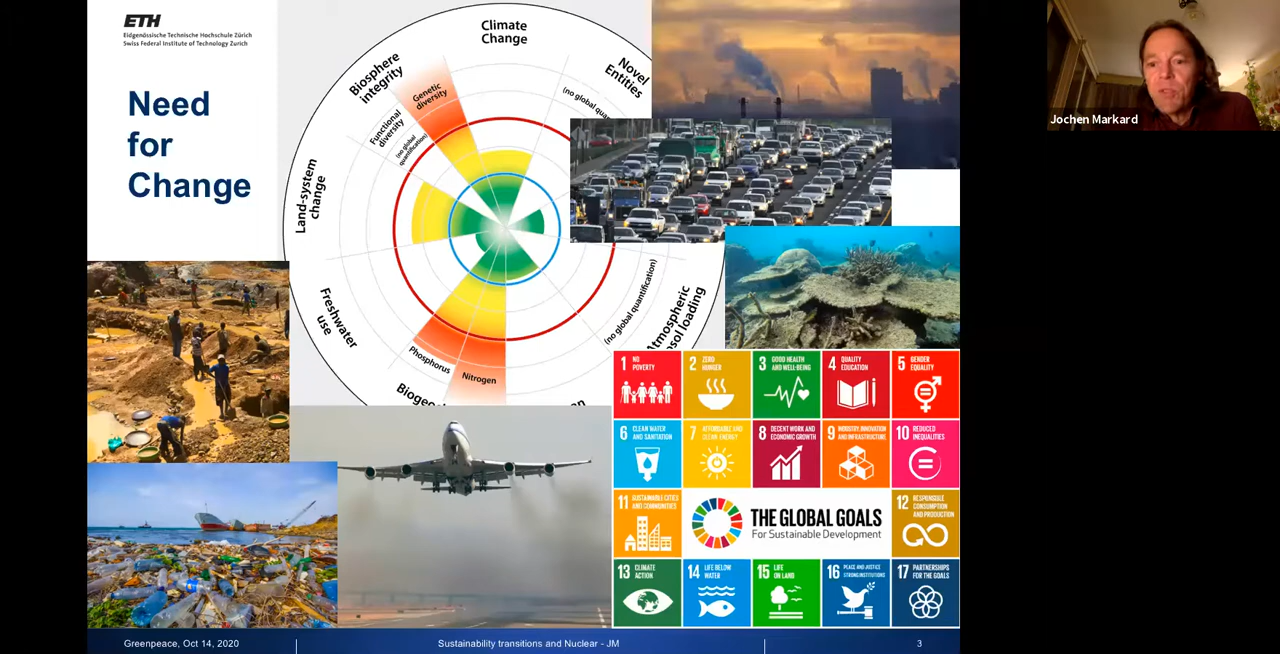 ETH
Eidgenössische Technische Hochschule Zürich
Swiss Federal Institute of Technology Zurich
Need
for
Change
Climate
Change
Novel
Entities
(no global
Biosphere
integrity
Genetic
diversity
Functional
diversity
(no global
quantification)
Land-system
change
Freshwater
use
Phosphorus
Nitrogen
(no global quantification)
Atmospheric
loading
Jochen Markard
1 NO
POVERTY
2 ZERO
HUNGER
3 GOOD HEALTH
AND WELL-BEING
4 QUALITY
EDUCATION
5 GENDER
EQUALITY
6 CLEAN WATER
AND SANITATION
7 AFFORDABLE AND
CLEAN ENERGY
8 DECENT WORK AND
ECONOMIC GROWTH
9 INDUSTRY, INNOVATION
AND INFRASTRUCTURE
10 REDUCED
INEQUALITIES
11 SUSTAINABLE CITIES
AND COMMUNITIES
THE GLOBAL GOALS
For Sustainable Development
12 RESPONSIBLE
CONSUMPTION
AND PRODUCTION
13 CLIMATE
ACTION
14 LIFE BELOW
WATER
15 LIFE
ON LAND
16 PEACE AND JUSTICE
STRONG INSTITUTIONS
17 PARTNERSHIPS
FOR THE GOALS
Greenpeace, Oct 14, 2020
Sustainability transitions and Nuclear - JM
3